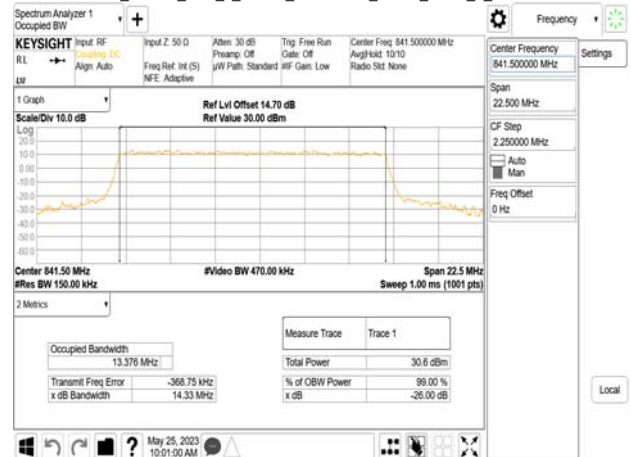 Spectrum Analyzer 1
Occupied BW
Frequency
KEYSIGHT
Input: RF
Input Z: 50 Ω
Atten: 30 dB
Trig: Free Run
Center Freq: 841.500000 MHz
RL
Coupling: DC
Preamp: Off
Gate: Off
Avg|Hold: 10/10
Align: Auto
Freq Ref: Int (S)
µW Path: Standard
#IF Gain: Low
Radio Std: None
LV
NFE: Adaptive
Center Frequency
841.500000 MHz
Settings
Span
22.500 MHz
CF Step
2.250000 MHz
Auto
Man
Freq Offset
0 Hz
1 Graph
Ref Lvl Offset 14.70 dB
Scale/Div 10.0 dB
Ref Value 30.00 dBm
Log
20.0
10.0
0.00
-10.0
-20.0
-30.0
-40.0
-50.0
-60.0
Center 841.50 MHz
#Video BW 470.00 kHz
Span 22.5 MHz
#Res BW 150.00 kHz
Sweep 1.00 ms (1001 pts)
2 Metrics
Measure Trace
Trace 1
Occupied Bandwidth
13.376 MHz
Total Power
30.6 dBm
Transmit Freq Error
-368.75 kHz
% of OBW Power
99.00 %
x dB Bandwidth
14.33 MHz
x dB
-26.00 dB
Local
?
May 25, 2023
10:01:00 AM